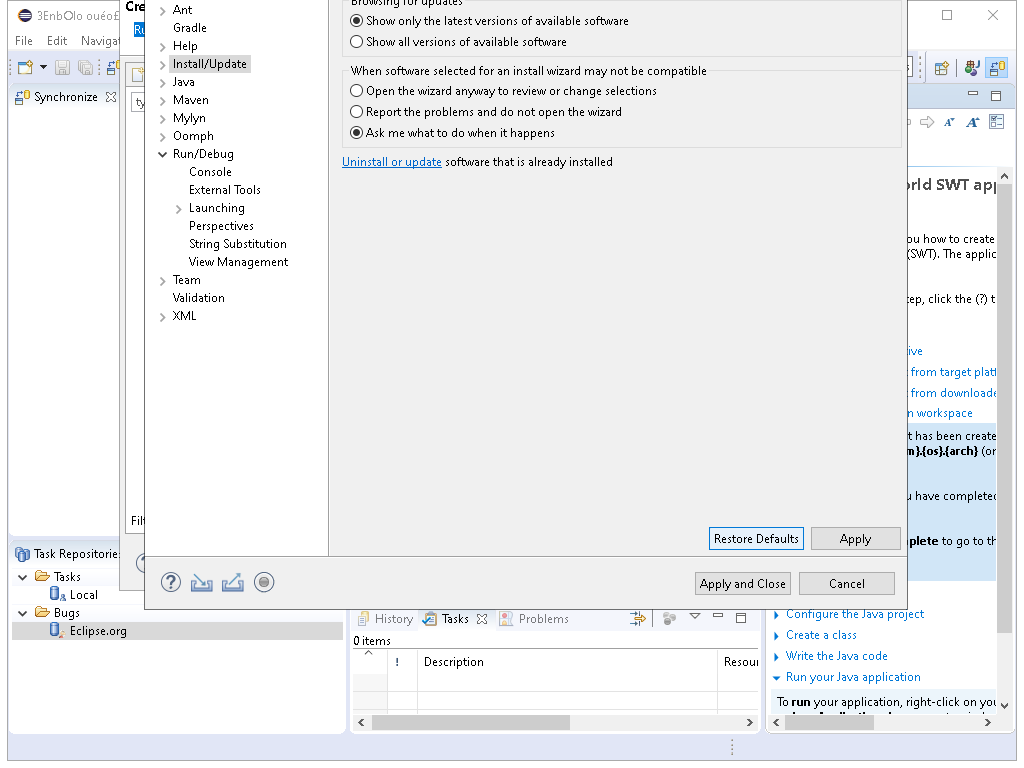 3EnbOlo ouéof
File Edit Navigat
Synchronize
Cre
Ru
ty
Filt
Ant
Gradle
Help
Install/Update
Java
Maven
Mylyn
Oomph
Run/Debug
Console
External Tools
Launching
Perspectives
String Substitution
View Management
Team
Validation
XML
Browsing for updates
Show only the latest versions of available software
Show all versions of available software
When software selected for an install wizard may not be compatible
Open the wizard anyway to review or change selections
Report the problems and do not open the wizard
Ask me what to do when it happens
Uninstall or update software that is already installed
Restore Defaults Apply
Apply and Close Cancel
orld SWT app
ou how to create
(SWT). The applic
tep, click the (?) t
ive
from target platf
from downloade
n workspace
t has been create
m}.{os}.{arch} (or
u have completed
plete to go to th
Task Repositories
Tasks
Local
Bugs
Eclipse.org
History Tasks Problems
0 items
! Description Resour
Configure the Java project
Create a class
Write the Java code
Run your Java application
To run your application, right-click on you